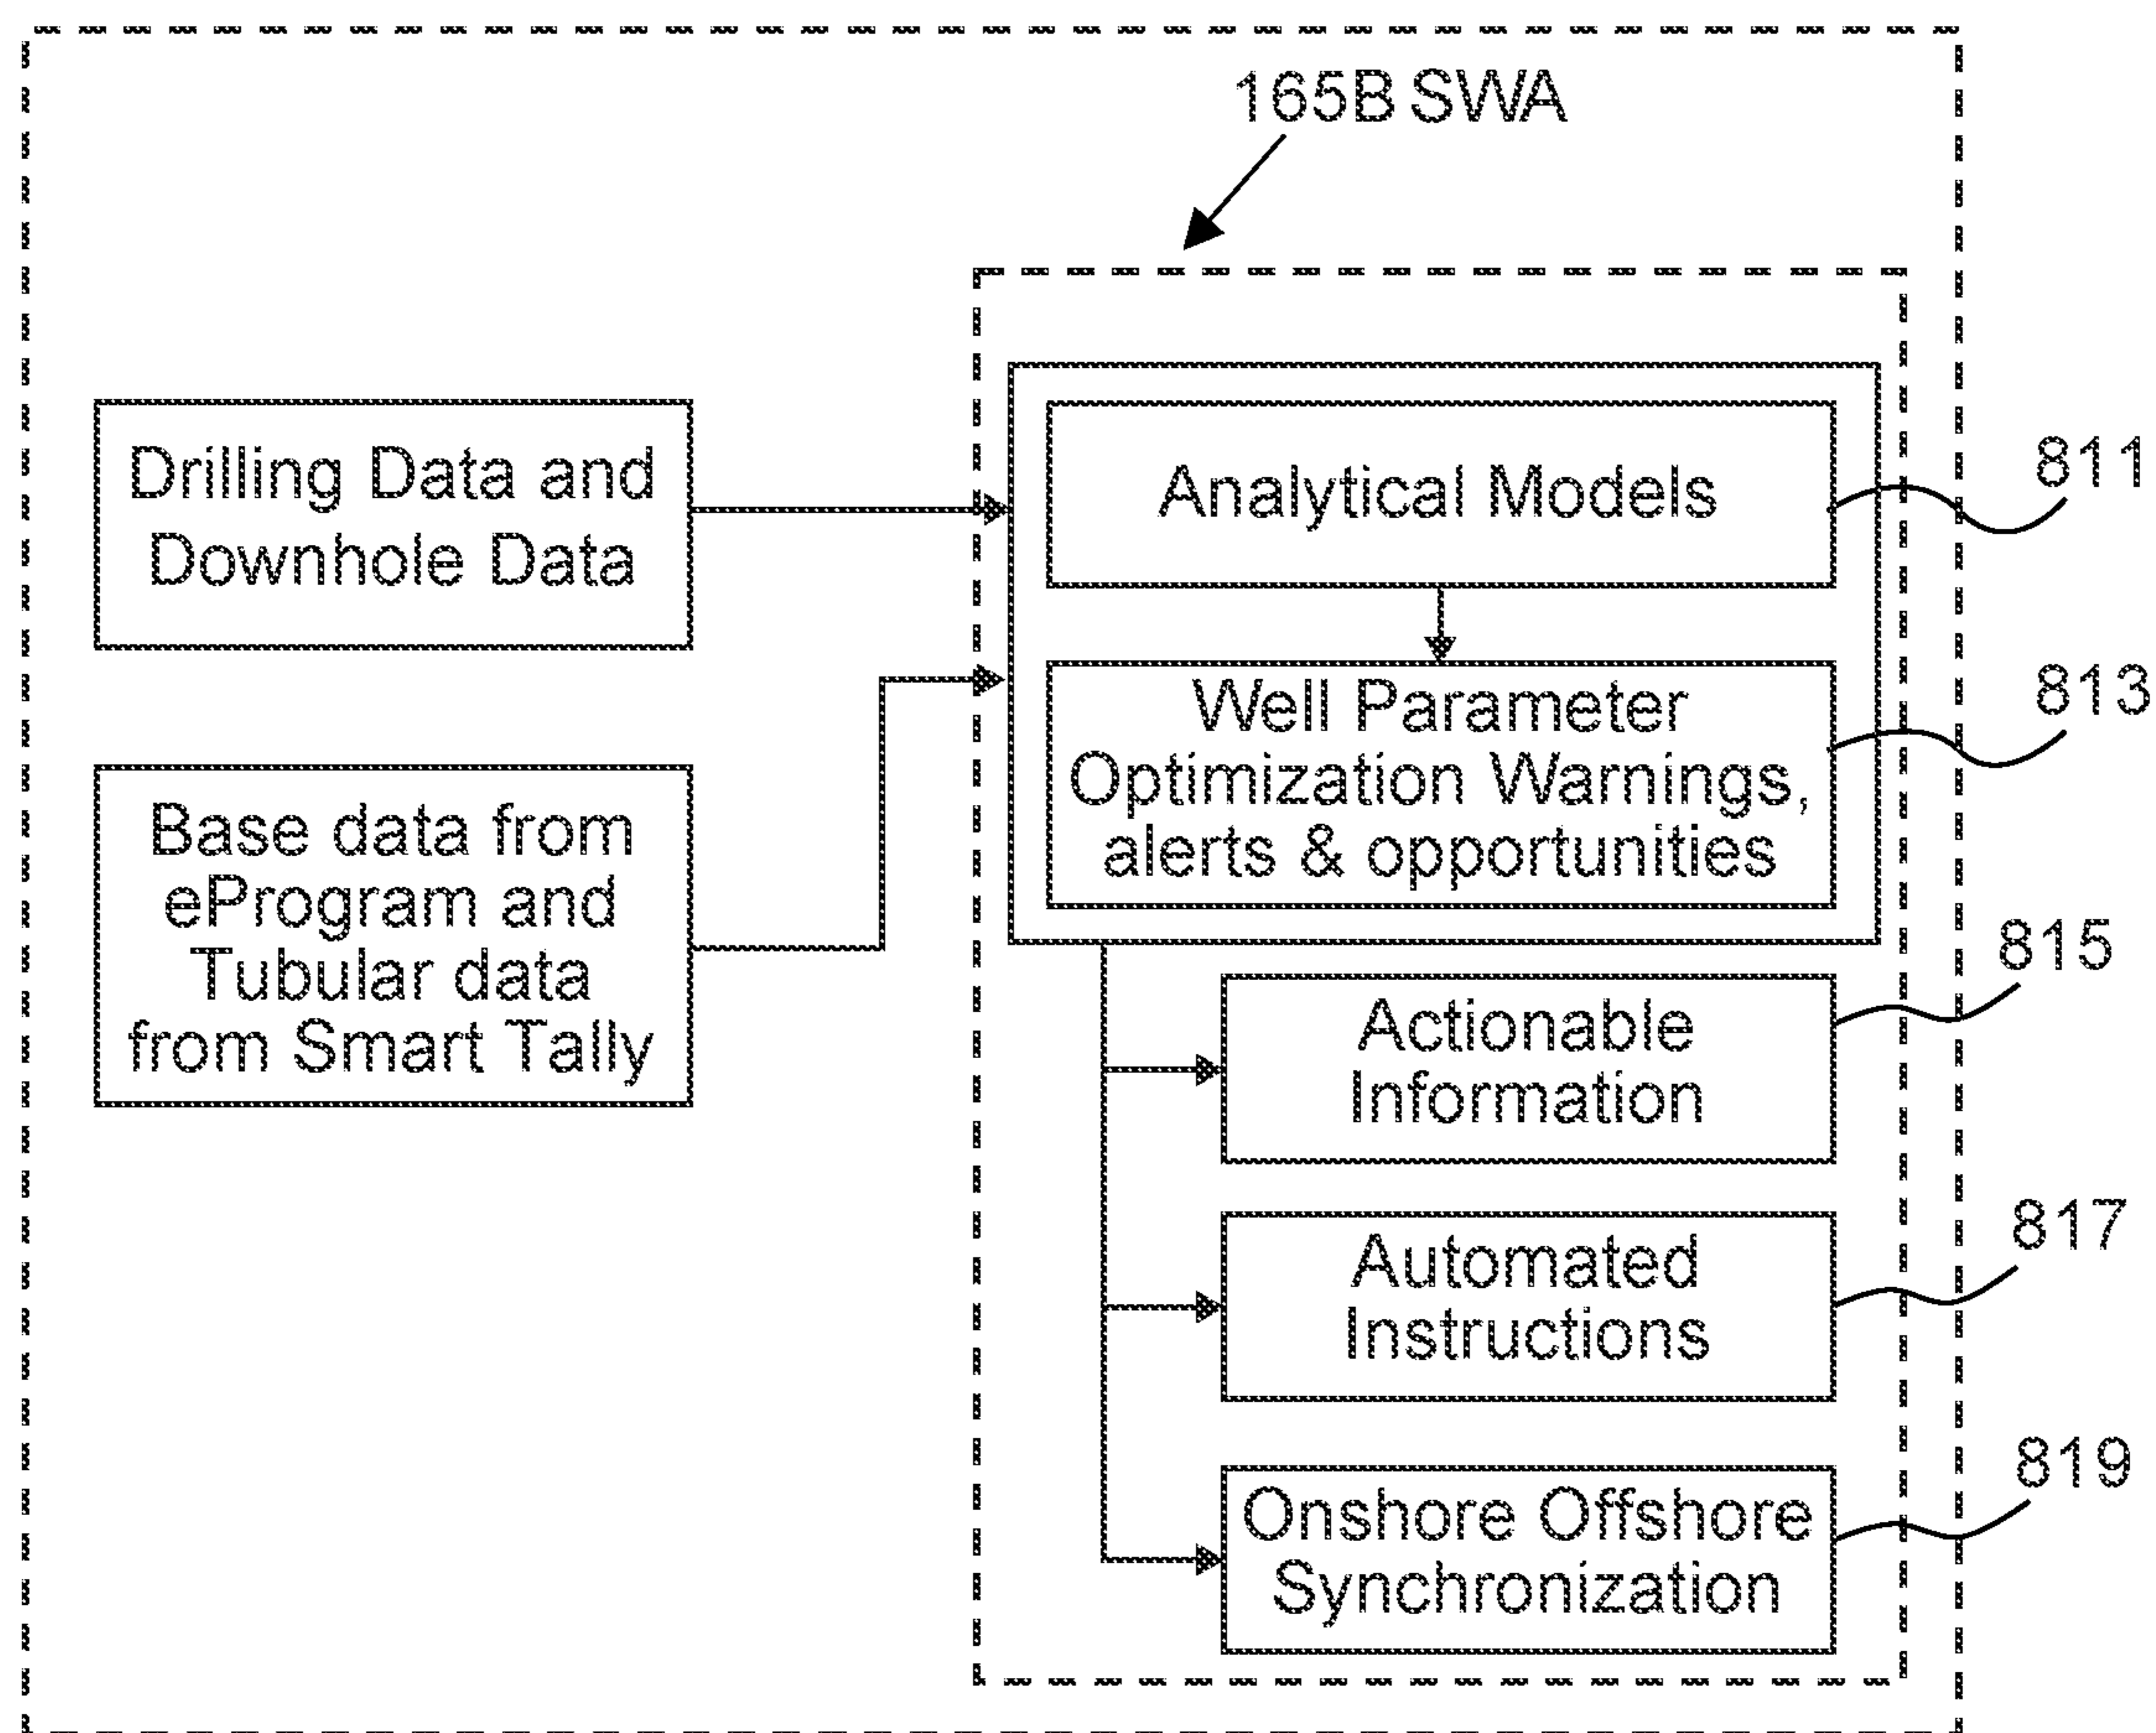 165B SWA
Drilling Data and
Downhole Data
Base data from
eProgram and
Tubular data
from Smart Tally
Analytical Models
811
Well Parameter
Optimization Warnings,
alerts & opportunities
813
Actionable
Information
815
Automated
Instructions
817
Onshore Offshore
Synchronization
819